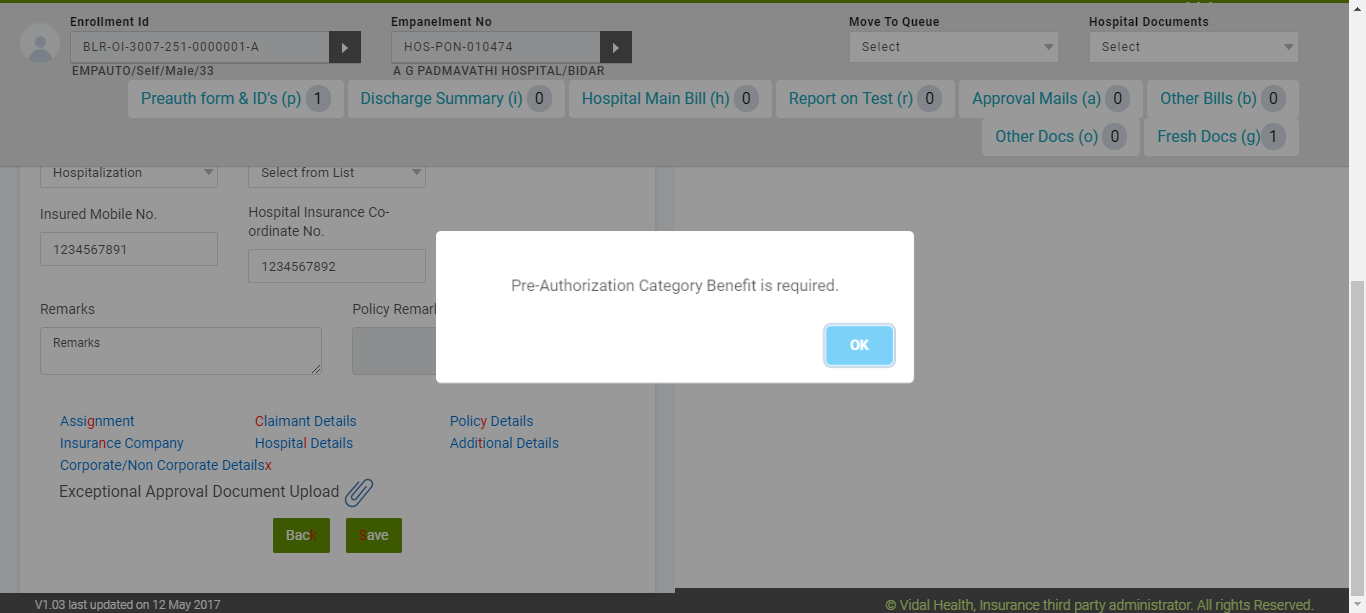 Enrollment Id
Empanelment No
Move To Queue
Hospital Documents
BLR-OI-3007-251-0000001-A
HOS-PON-010474
Select
Select
EMPAUTO/Self/Male/33
A G PADMAVATHI HOSPITAL/BIDAR
Preauth form & ID's (p) 1
Discharge Summary (i) 0
Hospital Main Bill (h) 0
Report on Test (r) 0
Approval Mails (a) 0
Other Bills (b) 0
Other Docs (o) 0
Fresh Docs (g) 1
Hospitalization
Select from List
Insured Mobile No.
Hospital Insurance Co-
ordinate No.
1234567891
1234567892
Pre-Authorization Category Benefit is required.
OK
Remarks
Policy Remar
Remarks
Assignment
Claimant Details
Policy Details
Insurance Company
Hospital Details
Additional Details
Corporate/Non Corporate Detailsx
Exceptional Approval Document Upload
Back
Save
V1.03 last updated on 12 May 2017
© Vidal Health, Insurance third party administrator. All rights Reserved.